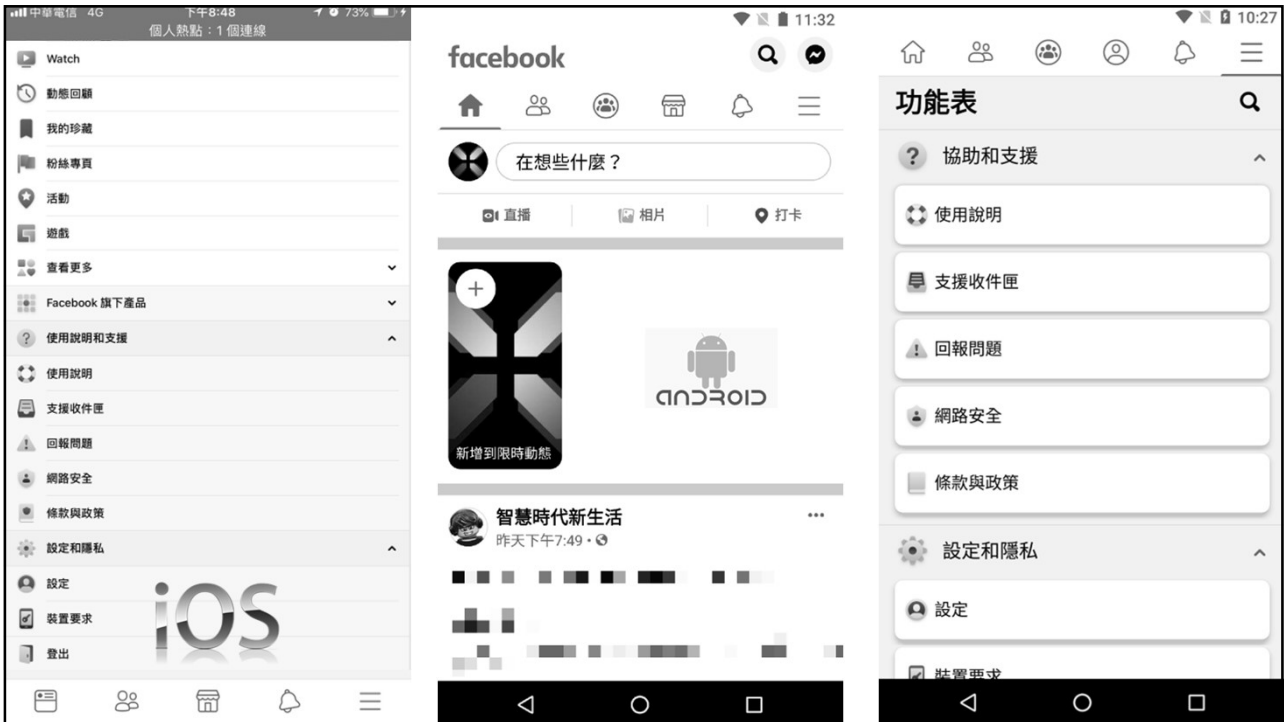 中華電信 4G 下午8:48 73%
個人熱點：1 個連線
Watch
動態回顧
我的珍藏
粉絲專頁
活動
遊戲
查看更多
Facebook 旗下產品
使用說明和支援
使用說明
支援收件匣
回報問題
網路安全
條款與政策
設定和隱私
設定
裝置要求
登出
iOS
11:32
facebook
在想些什麼？
直播 相片 打卡
新增到限時動態
ANDROID
智慧時代新生活
昨天下午7:49 •
10:27
功能表
協助和支援
使用說明
支援收件匣
回報問題
網路安全
條款與政策
設定和隱私
設定
裝置要求